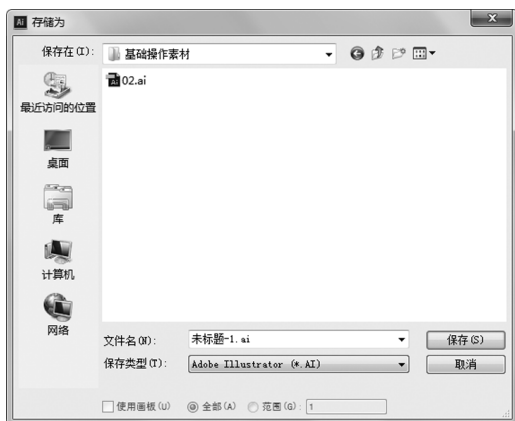 Ai 存储为
保存在(I): 基础操作素材
02.ai
最近访问的位置
桌面
库
计算机
网络
文件名(N): 未标题-1.ai 保存(S)
保存类型(T): Adobe Illustrator (*.AI) 取消
使用画板(U) 全部(A) 范围(G): 1